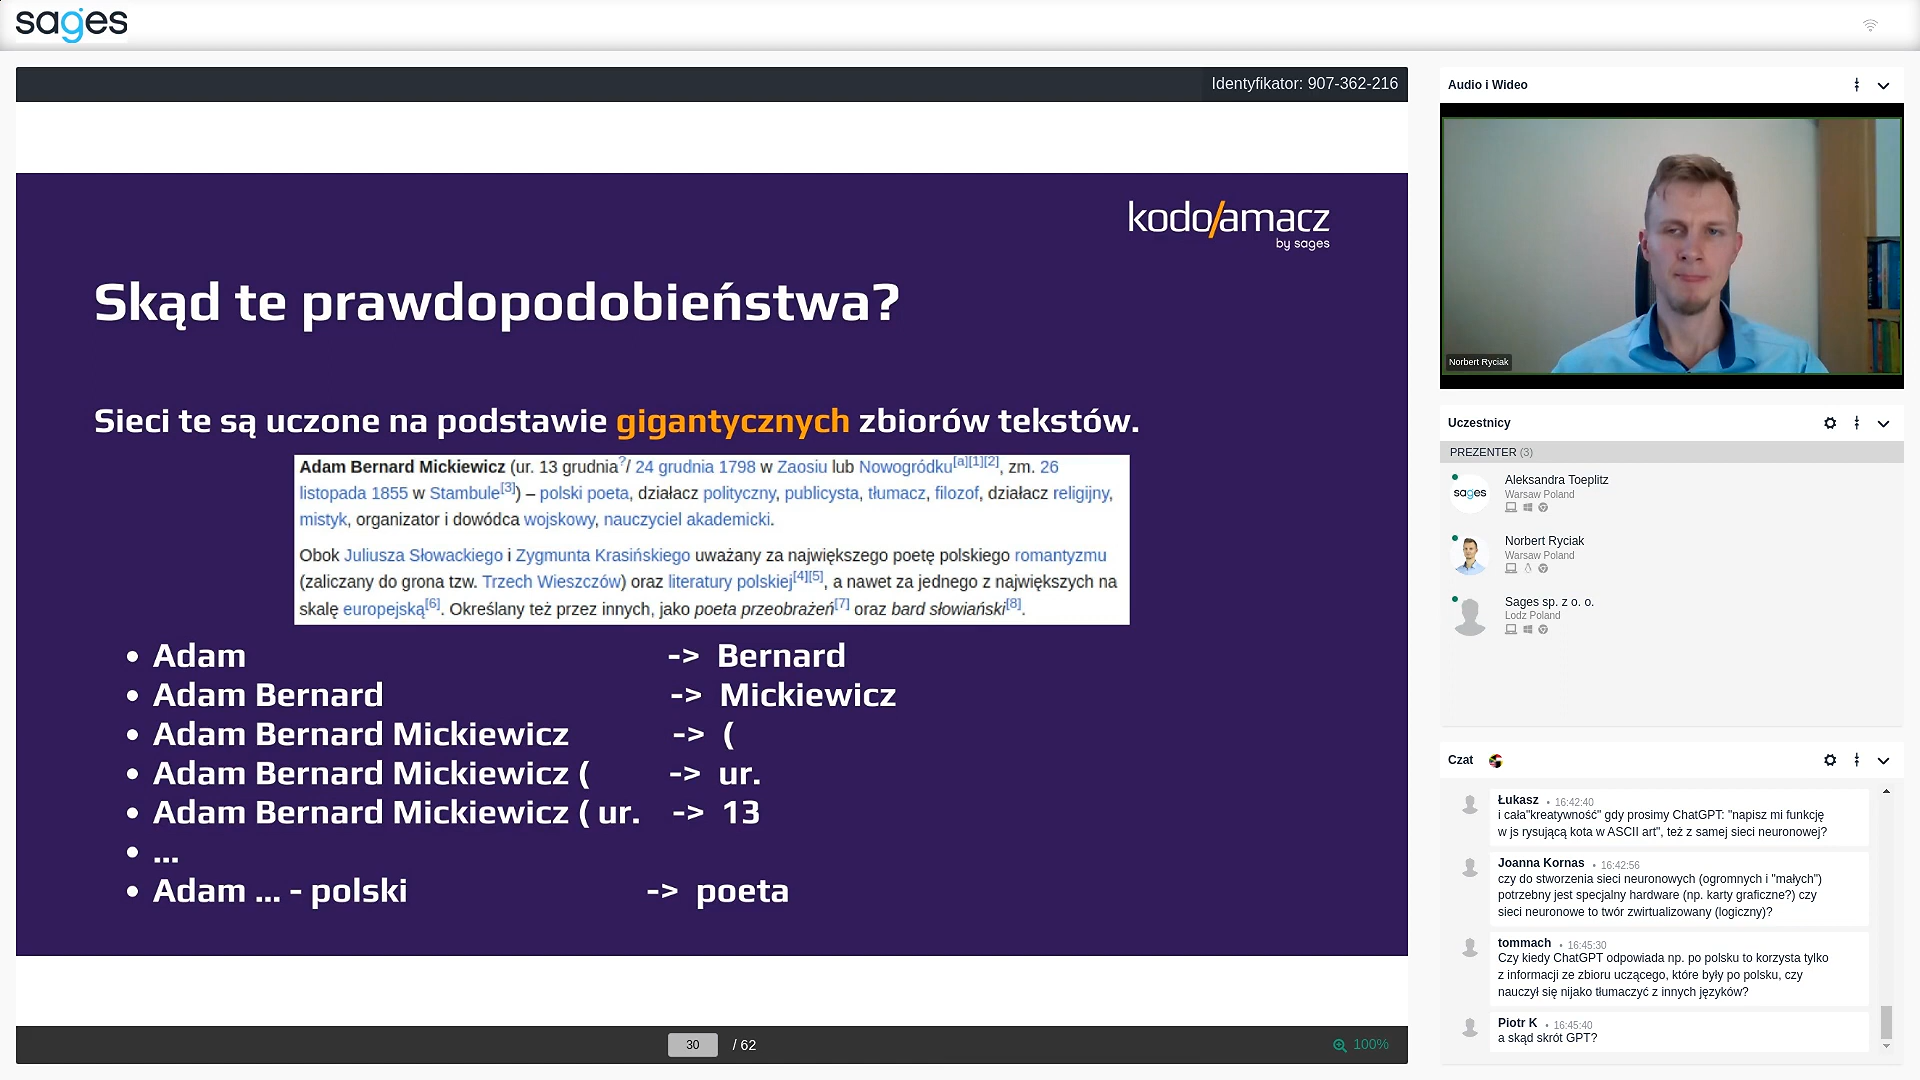 sages
Identyfikator: 907-362-216
kodołamacz
by sages
Skąd te prawdopodobieństwa?
Sieci te są uczone na podstawie gigantycznych zbiorów tekstów.
Adam Bernard Mickiewicz (ur. 13 grudnia?/ 24 grudnia 1798 w Zaosiu lub Nowogródku[a][1][2], zm. 26
listopada 1855 w Stambule[3]) – polski poeta, działacz polityczny, publicysta, tłumacz, filozof, działacz religijny,
mistyk, organizator i dowódca wojskowy, nauczyciel akademicki.
Obok Juliusza Słowackiego i Zygmunta Krasińskiego uważany za największego poetę polskiego romantyzmu
(zaliczany do grona tzw. Trzech Wieszczów) oraz literatury polskiej[4][5], a nawet za jednego z największych na
skalę europejską[6]. Określany też przez innych, jako poeta przeobrażeń[7] oraz bard słowiański[8].
• Adam -> Bernard
• Adam Bernard -> Mickiewicz
• Adam Bernard Mickiewicz -> (
• Adam Bernard Mickiewicz ( -> ur.
• Adam Bernard Mickiewicz ( ur. -> 13
• ...
• Adam ... - polski -> poeta
30 / 62
100%
Audio i Wideo
Norbert Ryciak
Uczestnicy
PREZENTER (3)
sages
Aleksandra Toeplitz
Warsaw Poland
Norbert Ryciak
Warsaw Poland
Sages sp. z o. o.
Lodz Poland
Czat
Łukasz • 16:42:40
i cała"kreatywność" gdy prosimy ChatGPT: "napisz mi funkcję
w js rysującą kota w ASCII art", też z samej sieci neuronowej?
Joanna Kornas • 16:42:56
czy do stworzenia sieci neuronowych (ogromnych i "małych")
potrzebny jest specjalny hardware (np. karty graficzne?) czy
sieci neuronowe to twór zwirtualizowany (logiczny)?
tommach • 16:45:30
Czy kiedy ChatGPT odpowiada np. po polsku to korzysta tylko
z informacji ze zbioru uczącego, które były po polsku, czy
nauczył się nijako tłumaczyć z innych języków?
Piotr K • 16:45:40
a skąd skrót GPT?